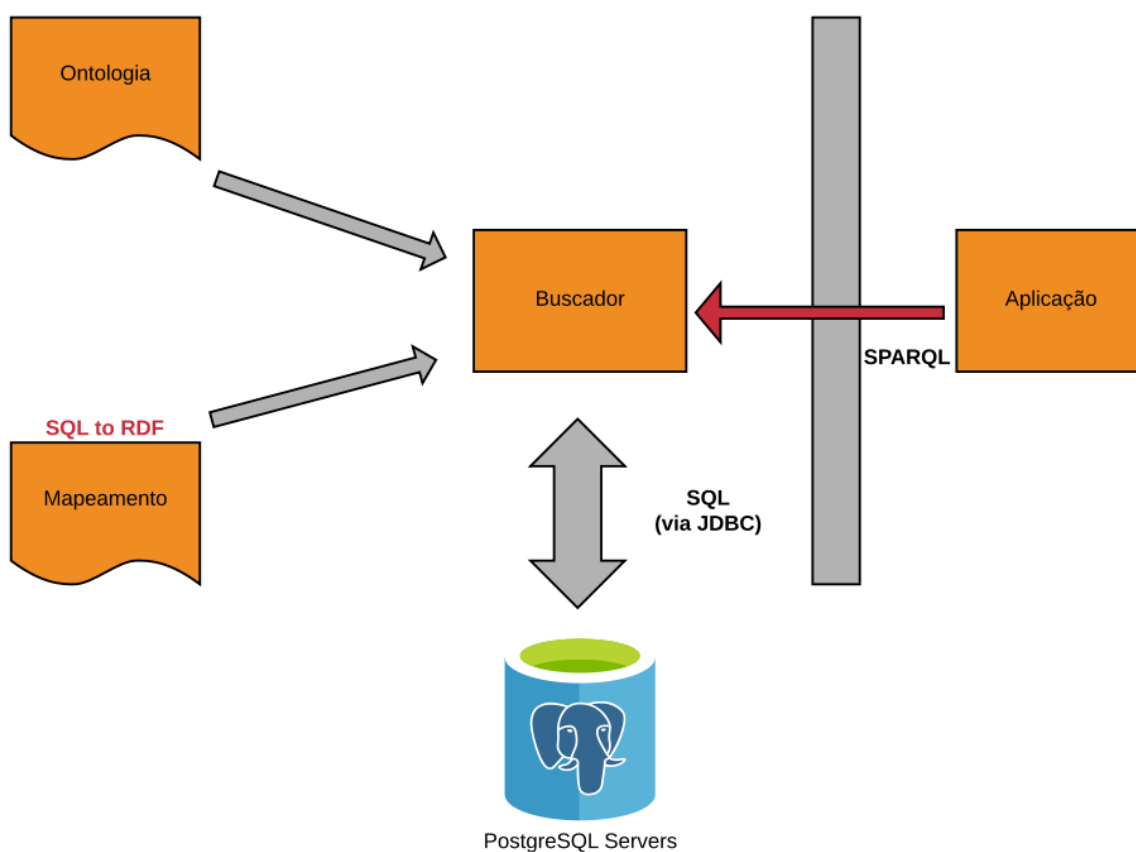 Ontologia
Buscador
Aplicação
SPARQL
SQL to RDF
Mapeamento
SQL
(via JDBC)
PostgreSQL Servers